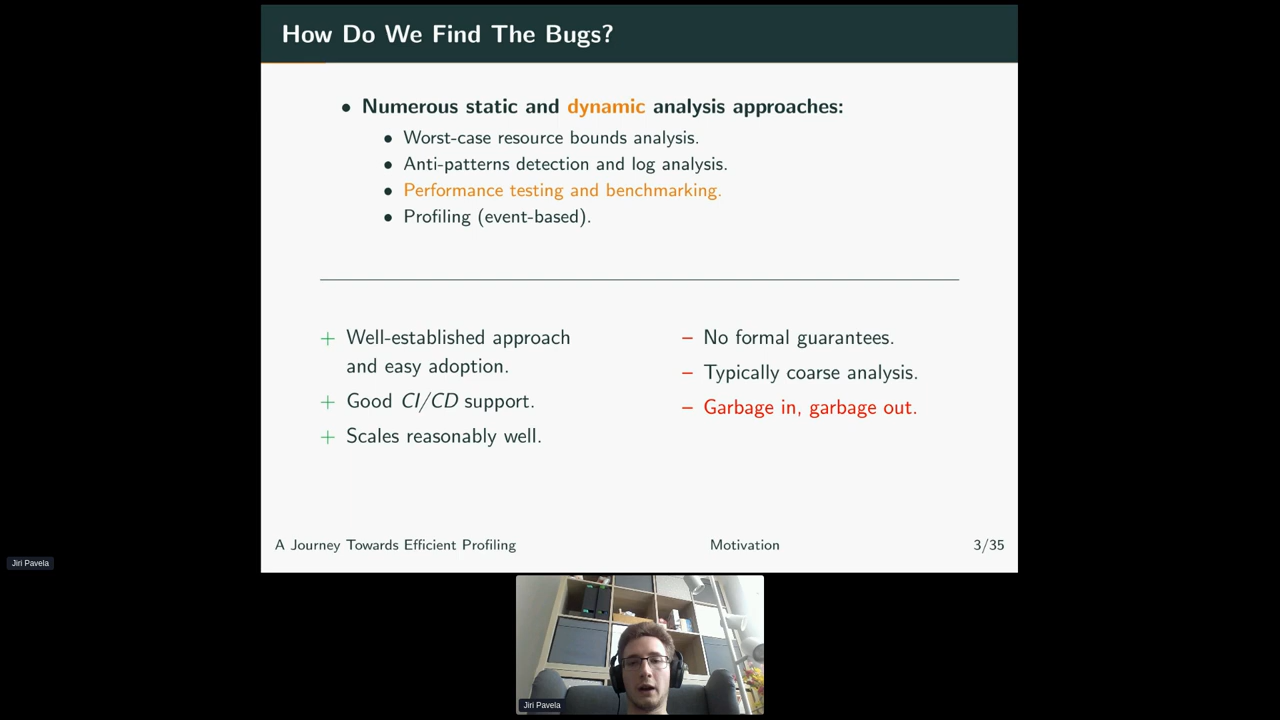 How Do We Find The Bugs?
• Numerous static and dynamic analysis approaches:
• Worst-case resource bounds analysis.
• Anti-patterns detection and log analysis.
• Performance testing and benchmarking.
• Profiling (event-based).
+ Well-established approach
and easy adoption.
+ Good CI/CD support.
+ Scales reasonably well.
– No formal guarantees.
– Typically coarse analysis.
– Garbage in, garbage out.
A Journey Towards Efficient Profiling Motivation 3/35
Jiri Pavela
Jiri Pavela